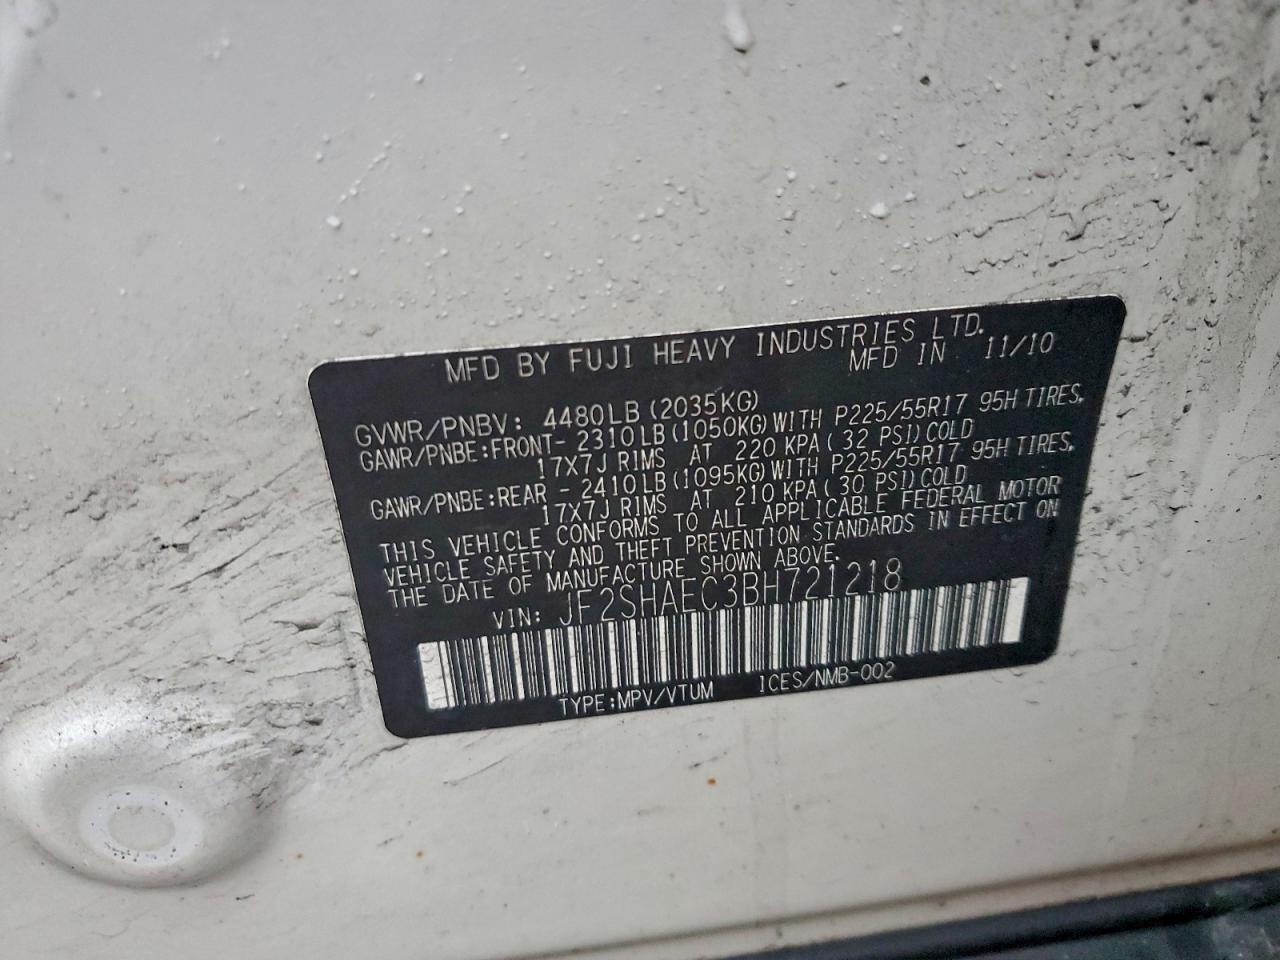 MFD BY FUJI HEAVY INDUSTRIES LTD.
MFD IN 11/10
GVWR/PNBV: 4480LB(2035KG)
GAWR/PNBE:FRONT- 2310LB(1050KG)WITH P225/55R17 95H TIRES,
17X7J RIMS AT 220 KPA( 32 PSI)COLD
GAWR/PNBE:REAR - 2410LB(1095KG)WITH P225/55R17 95H TIRES,
17X7J RIMS AT 210 KPA( 30 PSI)COLD
THIS VEHICLE CONFORMS TO ALL APPLICABLE FEDERAL MOTOR
VEHICLE SAFETY AND THEFT PREVENTION STANDARDS IN EFFECT ON
THE DATE OF MANUFACTURE SHOWN ABOVE.
VIN: JF2SHAEC3BH721218
TYPE:MPV/VTUM ICES/NMB-002